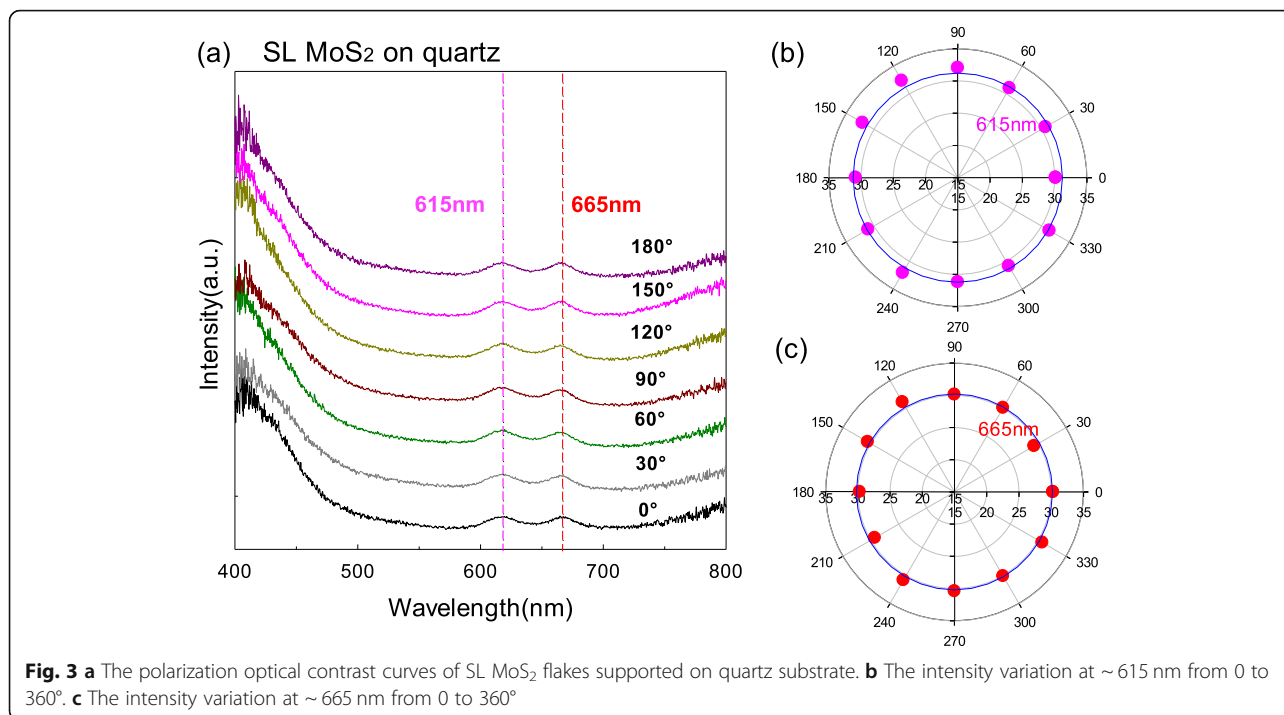 (a) SL MoS2 on quartz
Intensity(a.u.)
615nm
665nm
180°
150°
120°
90°
60°
30°
0°
400 500 600 700 800
Wavelength(nm)
(b)
90
120 60
150 30
615nm
180 0
35 30 25 20 15 20 25 30 35
210 330
240 300
270
(c)
90
120 60
150 30
665nm
180 0
35 30 25 20 15 20 25 30 35
210 330
240 300
270
Fig. 3 a The polarization optical contrast curves of SL MoS2 flakes supported on quartz substrate. b The intensity variation at ~ 615 nm from 0 to
360°. c The intensity variation at ~ 665 nm from 0 to 360°